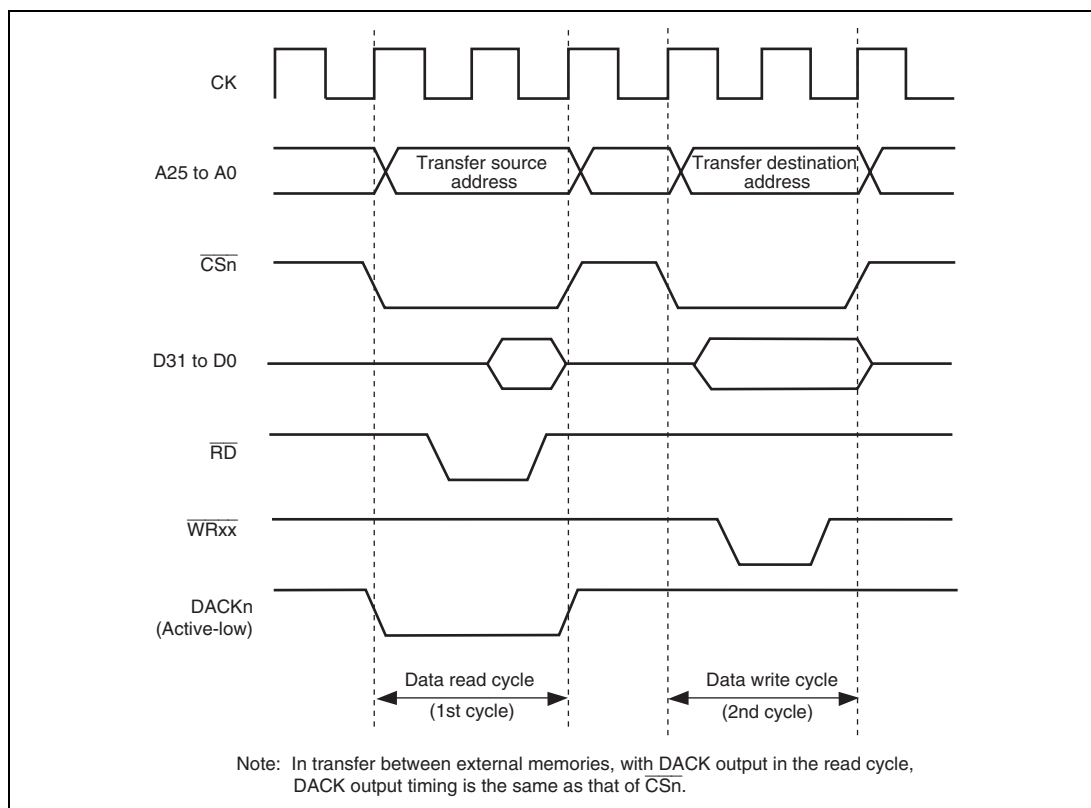 CK
A25 to A0
Transfer source
address
Transfer destination
address
CSn
D31 to D0
RD
WRxx
DACKn
(Active-low)
Data read cycle
(1st cycle)
Data write cycle
(2nd cycle)
Note: In transfer between external memories, with DACK output in the read cycle,
DACK output timing is the same as that of CSn.